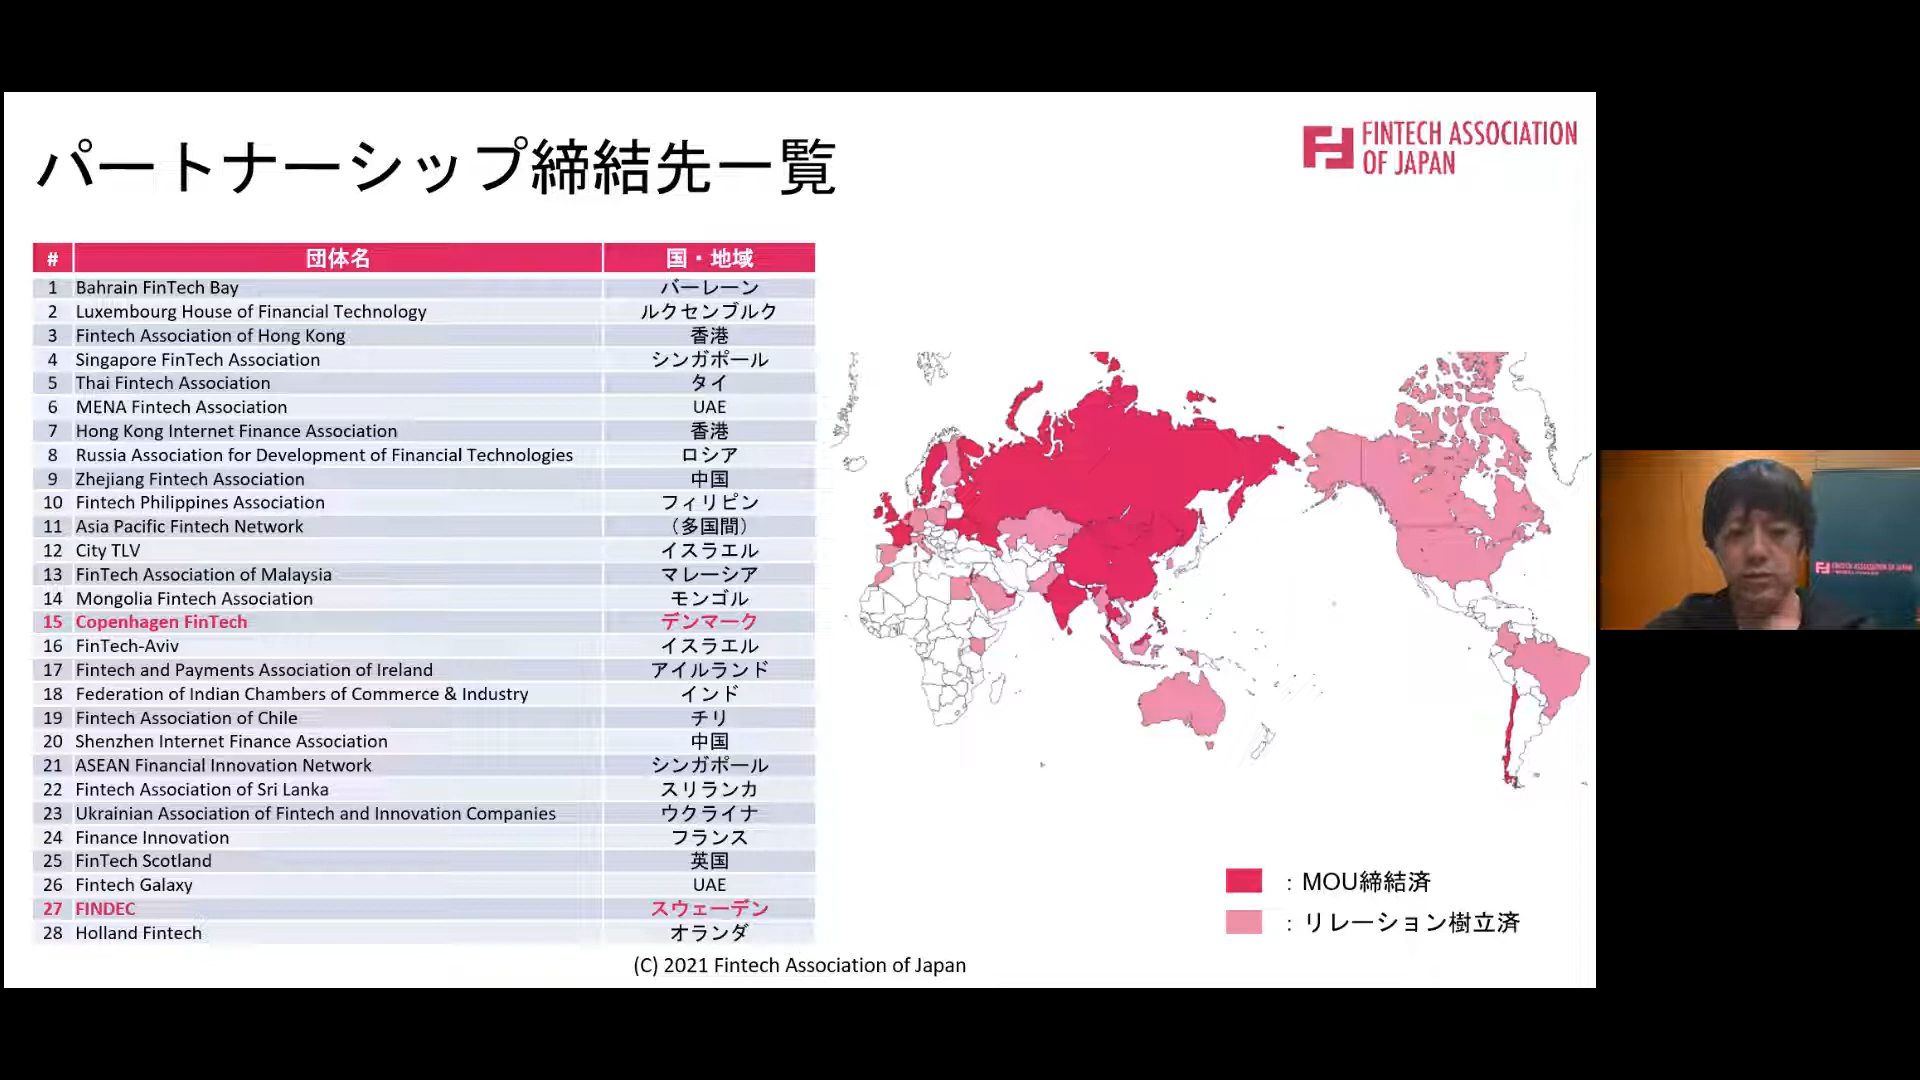 パートナーシップ締結先一覧
FINTECH ASSOCIATION
OF JAPAN
# 団体名 国・地域
1 Bahrain FinTech Bay バーレーン
2 Luxembourg House of Financial Technology ルクセンブルク
3 Fintech Association of Hong Kong 香港
4 Singapore FinTech Association シンガポール
5 Thai Fintech Association タイ
6 MENA Fintech Association UAE
7 Hong Kong Internet Finance Association 香港
8 Russia Association for Development of Financial Technologies ロシア
9 Zhejiang Fintech Association 中国
10 Fintech Philippines Association フィリピン
11 Asia Pacific Fintech Network （多国間）
12 City TLV イスラエル
13 FinTech Association of Malaysia マレーシア
14 Mongolia Fintech Association モンゴル
15 Copenhagen FinTech デンマーク
16 FinTech-Aviv イスラエル
17 Fintech and Payments Association of Ireland アイルランド
18 Federation of Indian Chambers of Commerce & Industry インド
19 Fintech Association of Chile チリ
20 Shenzhen Internet Finance Association 中国
21 ASEAN Financial Innovation Network シンガポール
22 Fintech Association of Sri Lanka スリランカ
23 Ukrainian Association of Fintech and Innovation Companies ウクライナ
24 Finance Innovation フランス
25 FinTech Scotland 英国
26 Fintech Galaxy UAE
27 FINDEC スウェーデン
28 Holland Fintech オランダ
：MOU締結済
：リレーション樹立済
(C) 2021 Fintech Association of Japan
FINTECH ASSOCIATION OF JAPAN